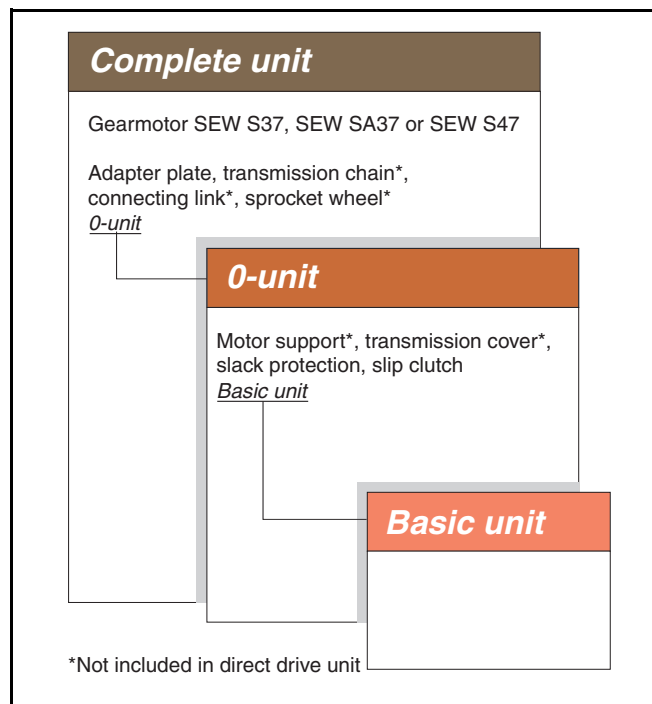 Complete unit
Gearmotor SEW S37, SEW SA37 or SEW S47
Adapter plate, transmission chain*,
connecting link*, sprocket wheel*
0-unit
0-unit
Motor support*, transmission cover*,
slack protection, slip clutch
Basic unit
Basic unit
*Not included in direct drive unit